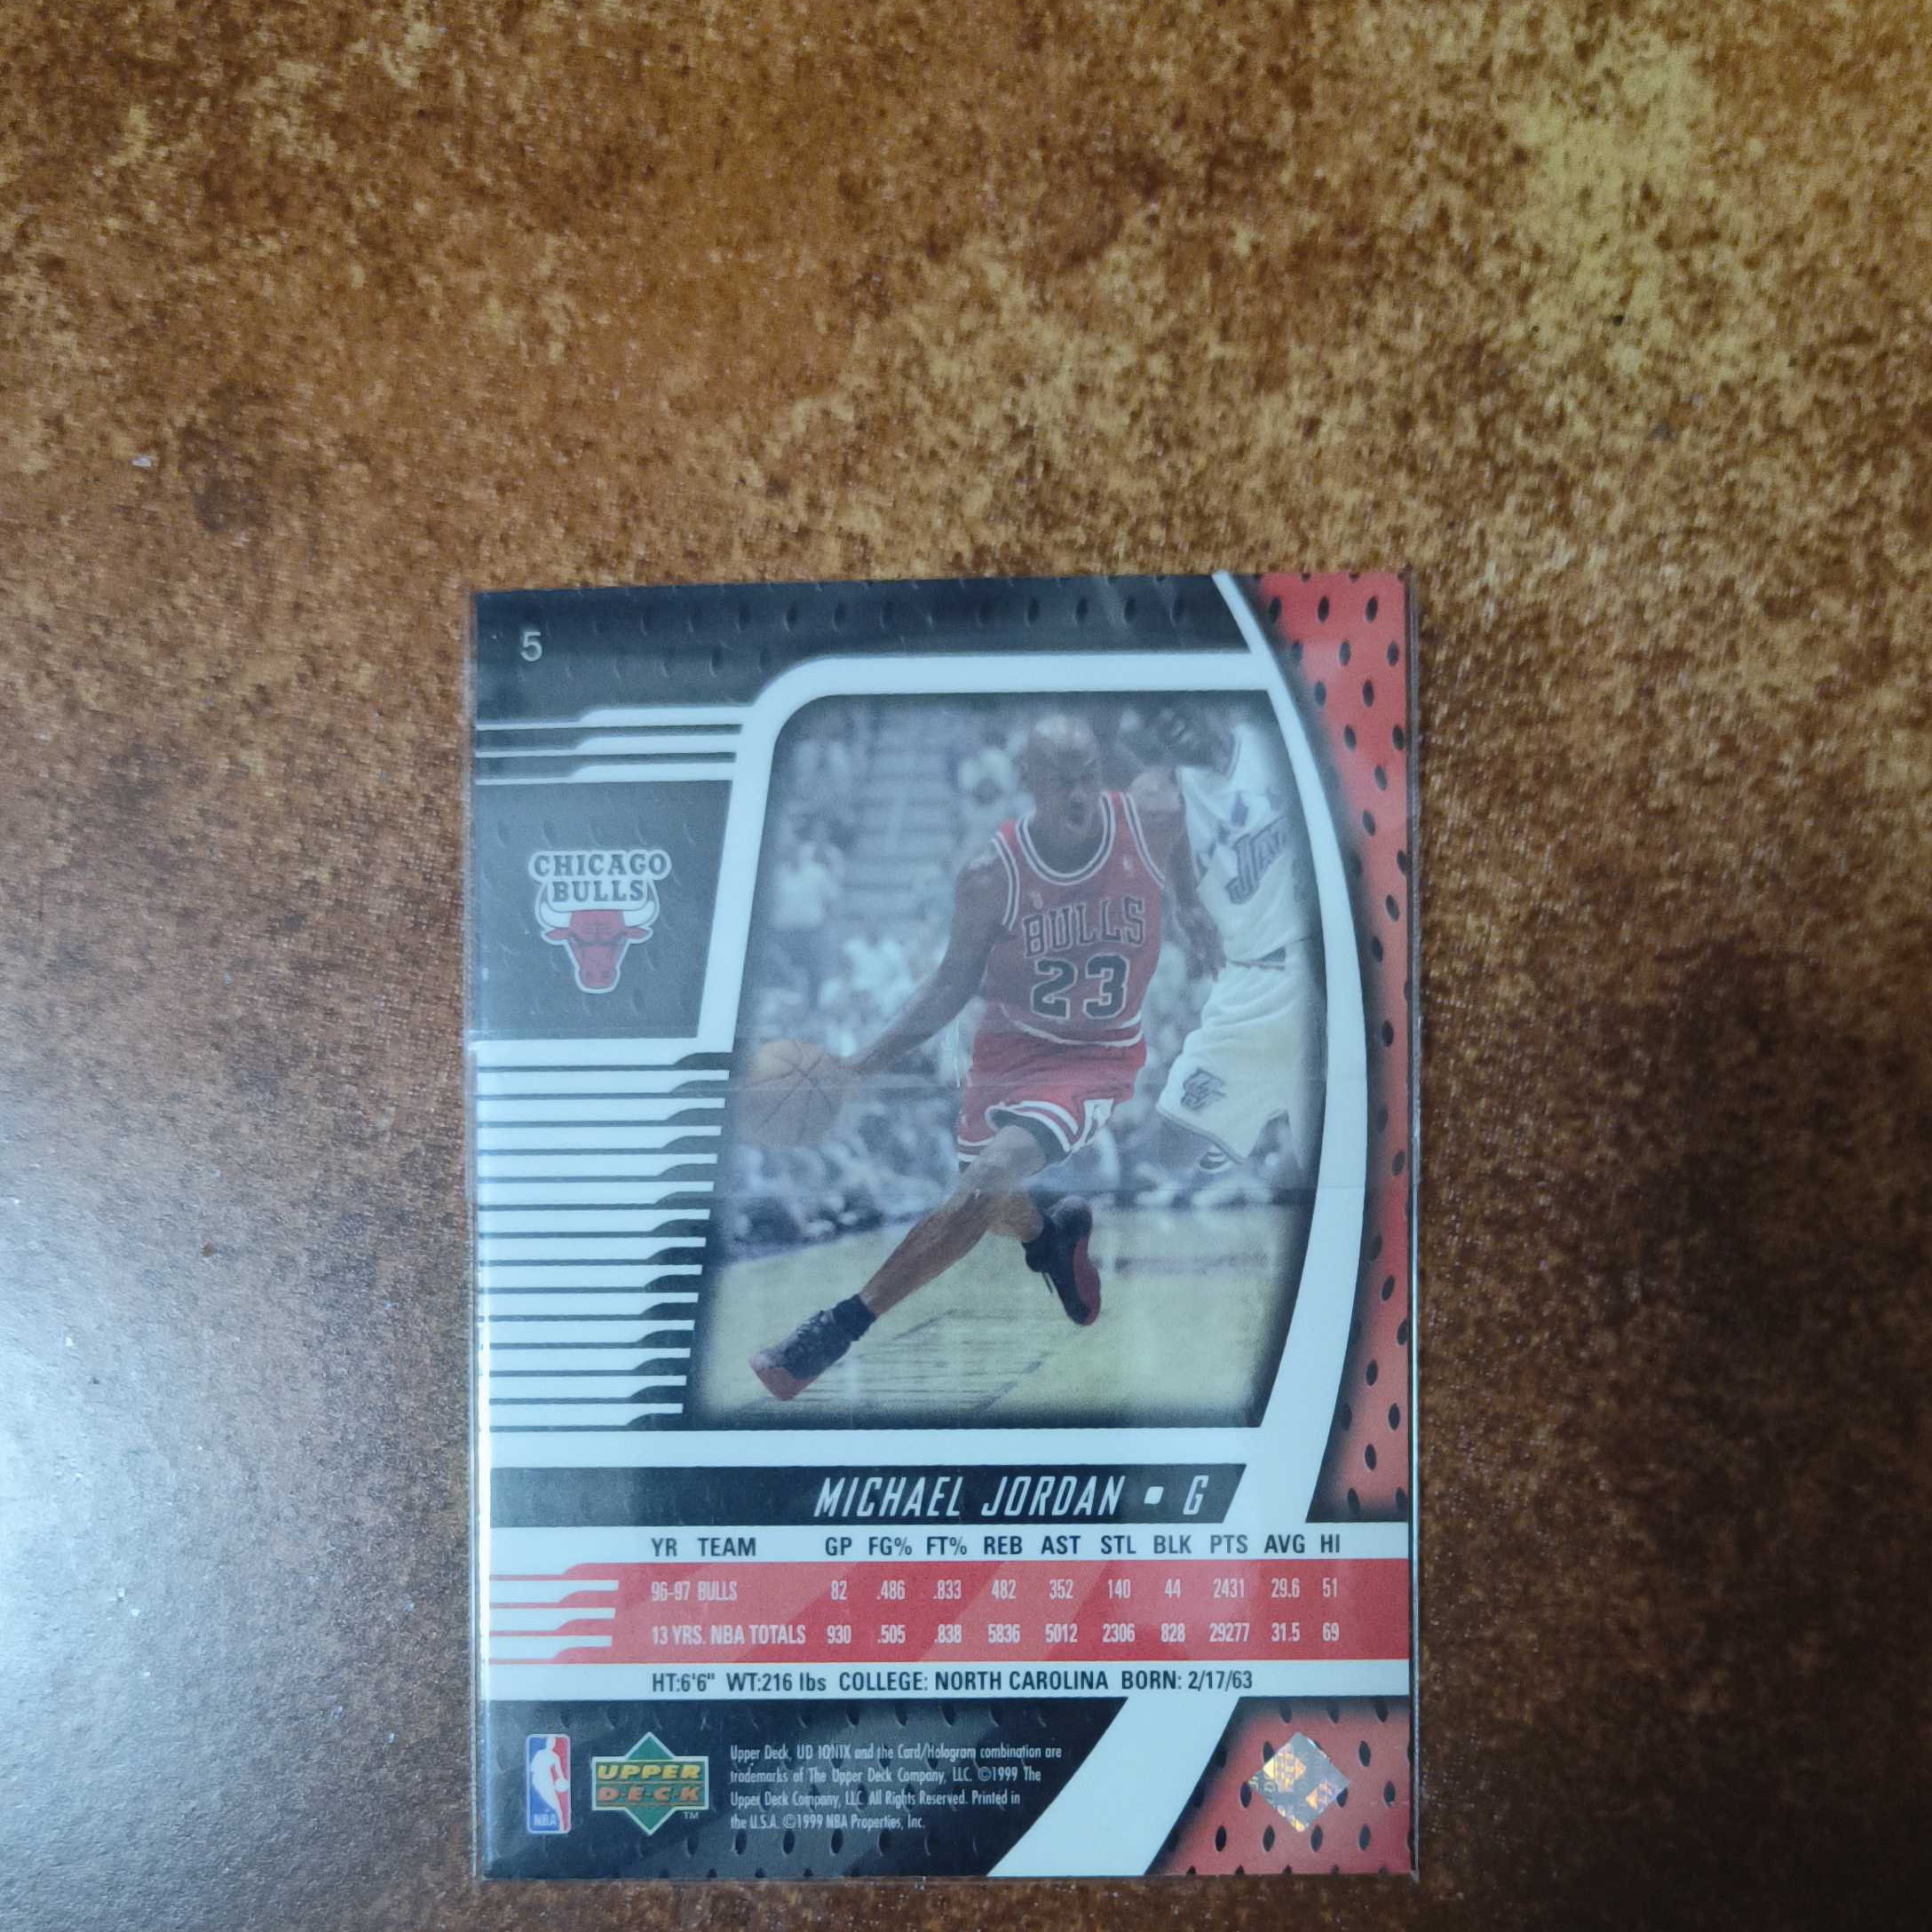 5
CHICAGO
BULLS
BULLS
23
MICHAEL JORDAN • G
YR TEAM GP FG% FT% REB AST STL BLK PTS AVG HI
96-97 BULLS 82 .486 .833 482 352 140 44 2431 29.6 51
13 YRS. NBA TOTALS 930 .505 .838 5836 5012 2306 828 29277 31.5 69
HT:6'6" WT:216 lbs COLLEGE: NORTH CAROLINA BORN: 2/17/63
NBA
UPPER
DECK
TM
Upper Deck, UD IONIX and the Card/Hologram combination are
trademarks of The Upper Deck Company, LLC. ©1999 The
Upper Deck Company, LLC All Rights Reserved. Printed in
the U.S.A. ©1999 NBA Properties, Inc.